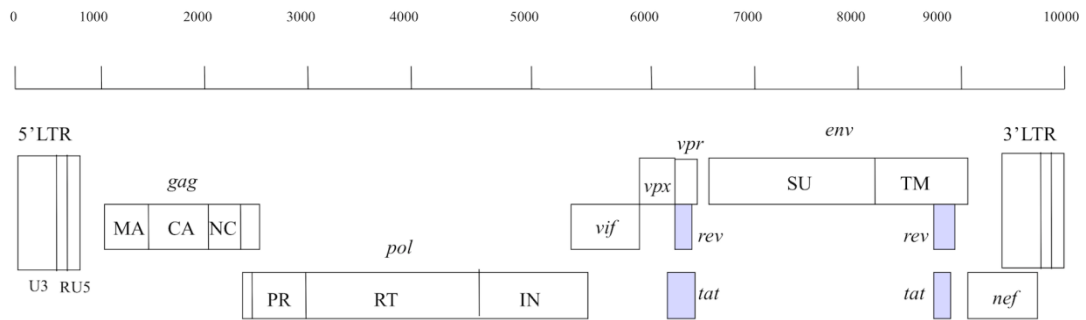 0 1000 2000 3000 4000 5000 6000 7000 8000 9000 10000
5'LTR env 3'LTR
vpr
gag vpx SU TM
MA CA NC vif rev rev
pol
U3 RU5 PR RT IN tat tat nef